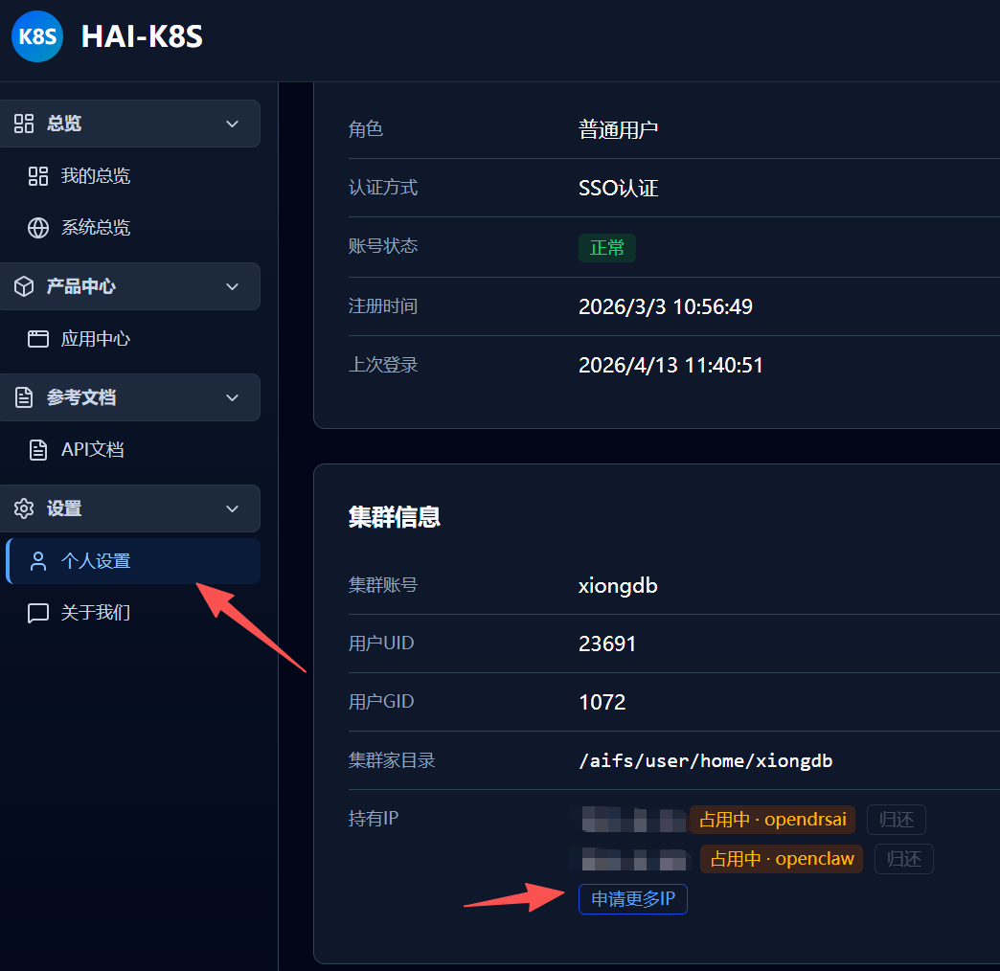 K8S HAI-K8S
总览
我的总览
系统总览
产品中心
应用中心
参考文档
API文档
设置
个人设置
关于我们
角色 普通用户
认证方式 SSO认证
账号状态 正常
注册时间 2026/3/3 10:56:49
上次登录 2026/4/13 11:40:51
集群信息
集群账号 xiongdb
用户UID 23691
用户GID 1072
集群家目录 /aifs/user/home/xiongdb
持有IP 占用中 · opendrsai 归还
占用中 · openclaw 归还
申请更多IP